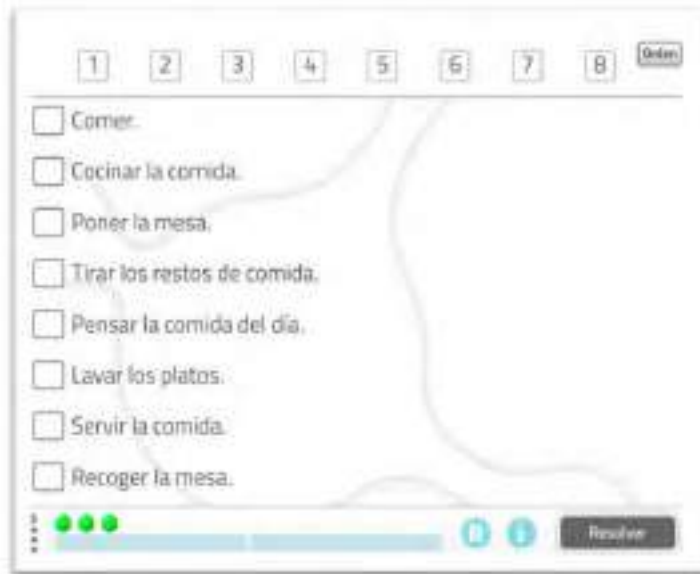 1 2 3 4 5 6 7 8 Orden
Comer.
Cocinar la comida.
Poner la mesa.
Tirar los restos de comida.
Pensar la comida del día.
Lavar los platos.
Servir la comida.
Recoger la mesa.
Resolver